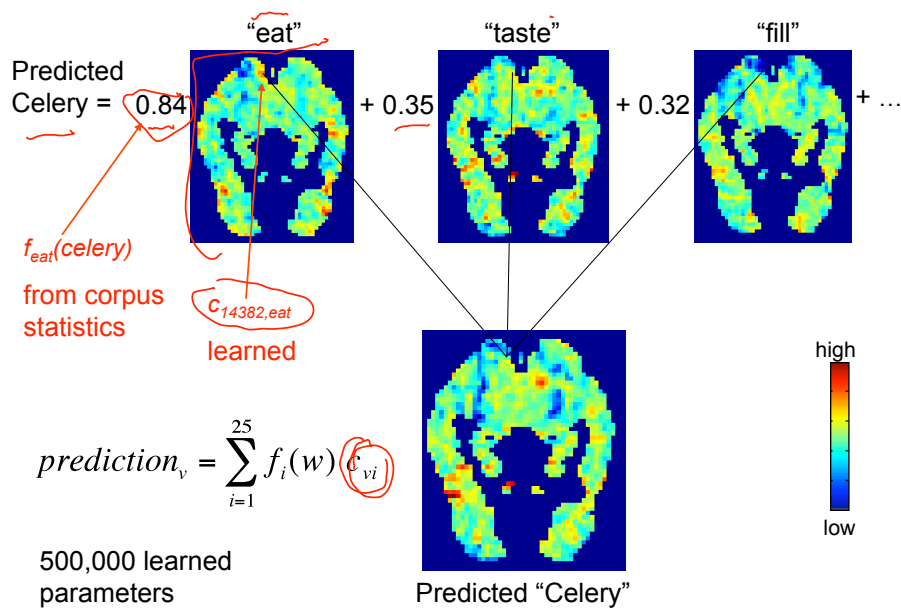 “eat”
“taste”
“fill”
Predicted
Celery = 0.84
+ 0.35
+ 0.32
+ ...
f_eat(celery)
from corpus
statistics
c_14382,eat
learned
high
low
prediction_v = ∑_{i=1}^{25} f_i(w) c_vi
500,000 learned
parameters
Predicted “Celery”